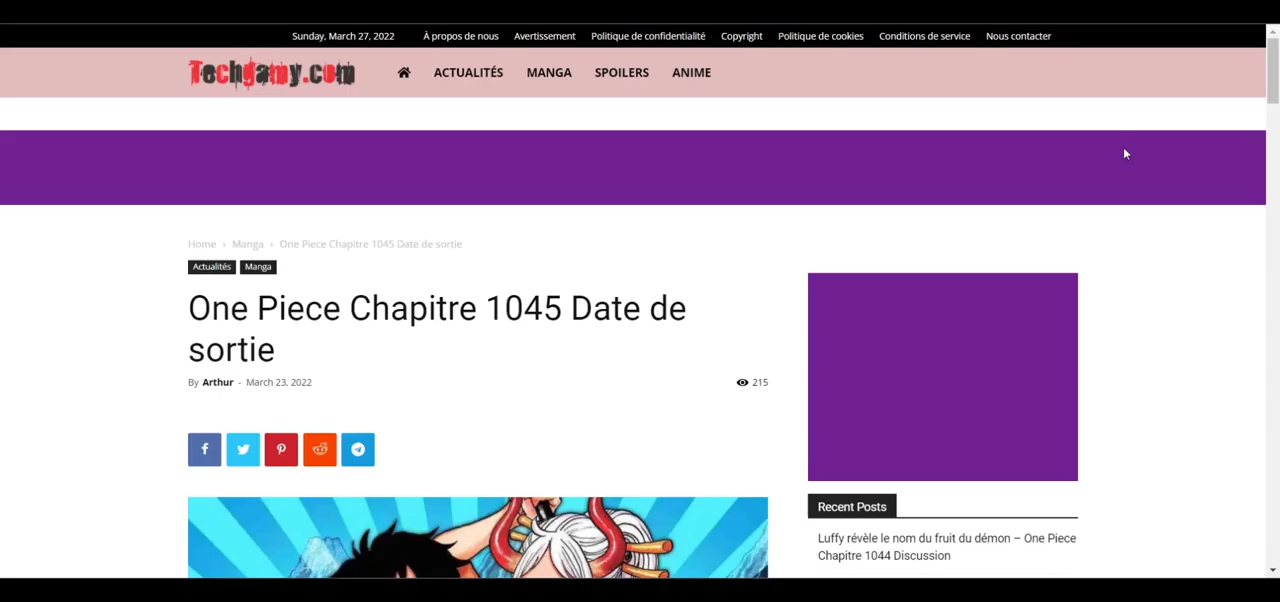 Sunday, March 27, 2022 À propos de nous Avertissement Politique de confidentialité Copyright Politique de cookies Conditions de service Nous contacter
Techgamy.com ACTUALITÉS MANGA SPOILERS ANIME
Home › Manga › One Piece Chapitre 1045 Date de sortie
Actualités Manga
One Piece Chapitre 1045 Date de
sortie
By Arthur - March 23, 2022 215
Recent Posts
Luffy révèle le nom du fruit du démon – One Piece
Chapitre 1044 Discussion